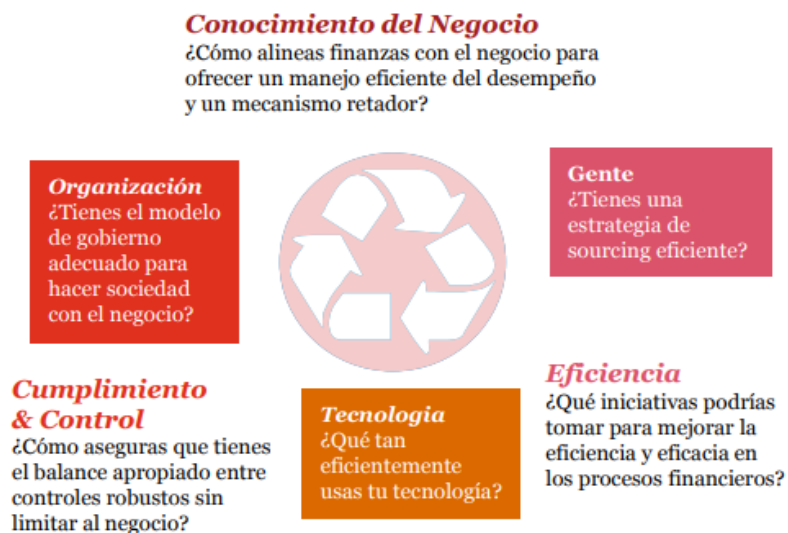 Conocimiento del Negocio
¿Cómo alineas finanzas con el negocio para
ofrecer un manejo eficiente del desempeño
y un mecanismo retador?
Organización
¿Tienes el modelo
de gobierno
adecuado para
hacer sociedad
con el negocio?
Gente
¿Tienes una
estrategia de
sourcing eficiente?
Cumplimiento
& Control
¿Cómo aseguras que tienes
el balance apropiado entre
controles robustos sin
limitar al negocio?
Tecnologia
¿Qué tan
eficientemente
usas tu tecnología?
Eficiencia
¿Qué iniciativas podrías
tomar para mejorar la
eficiencia y eficacia en
los procesos financieros?